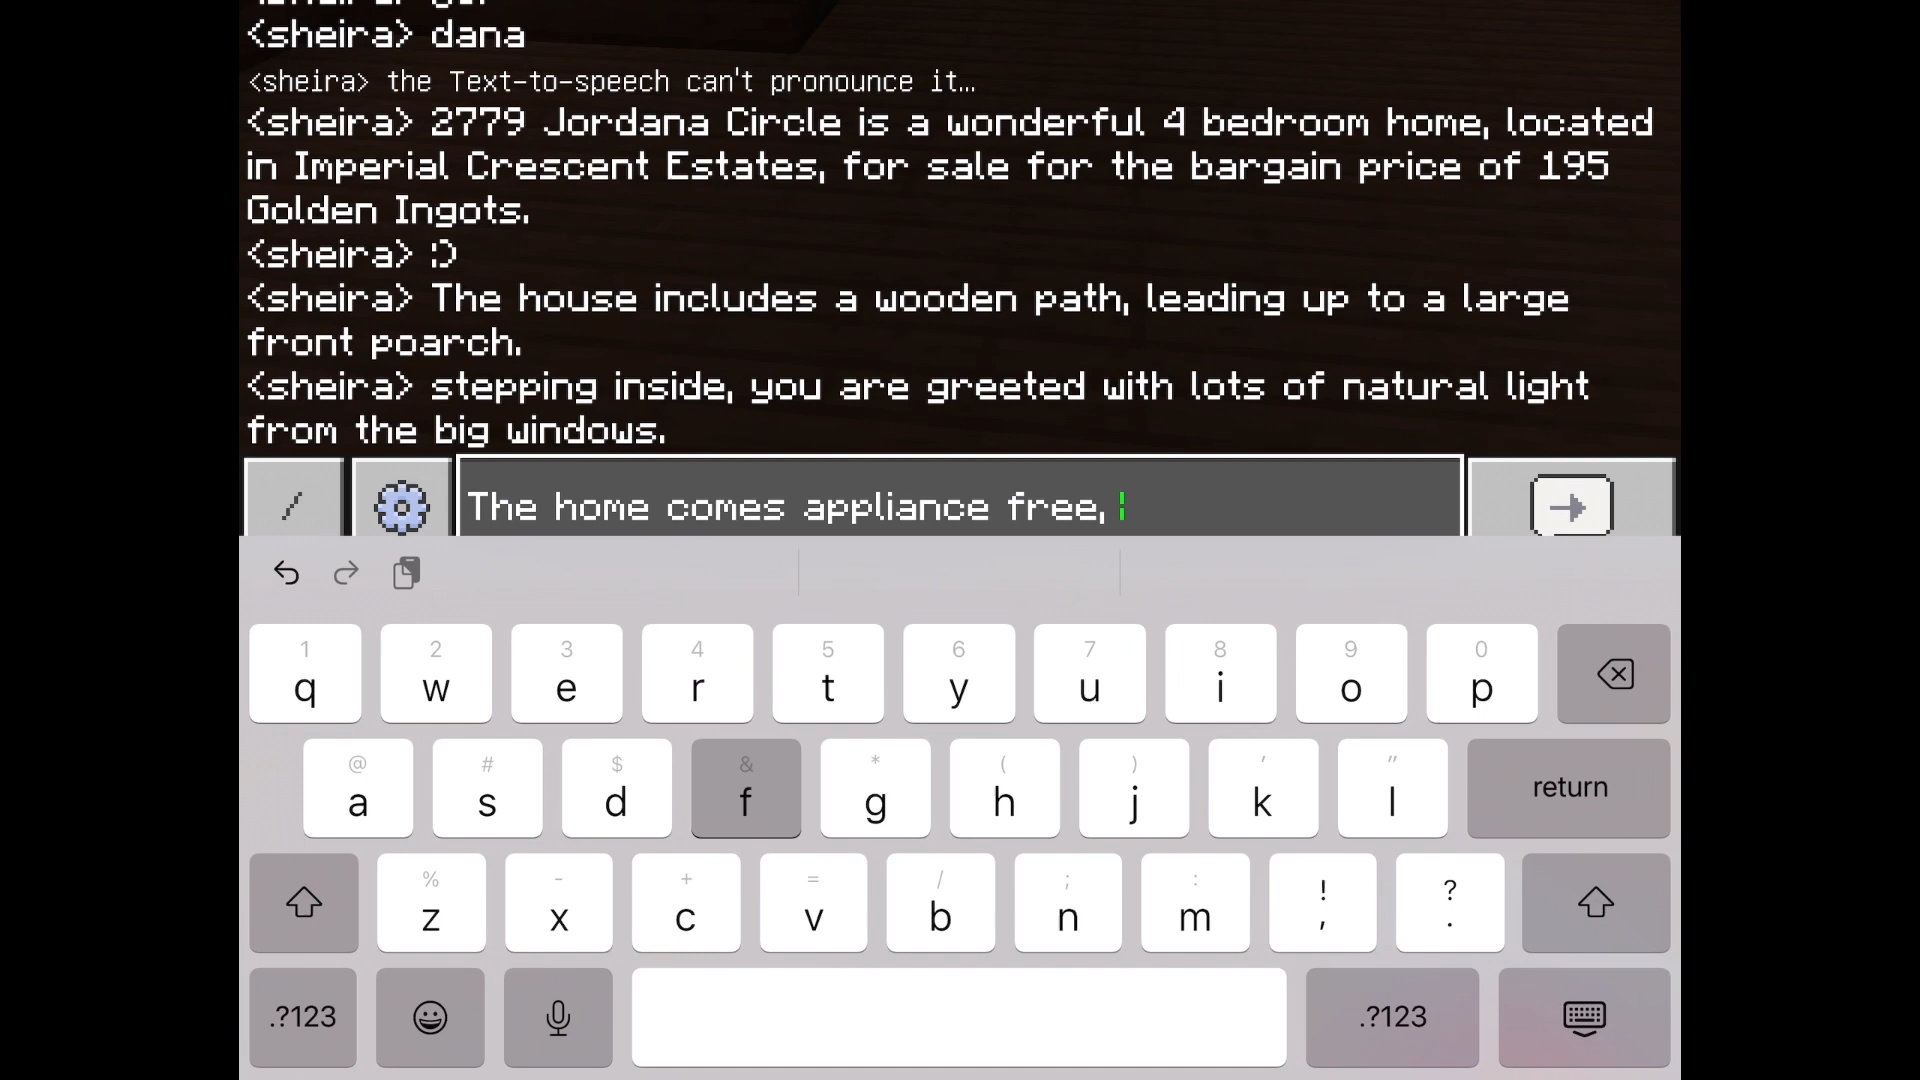 <sheira> dana
<sheira> the Text-to-speech can't pronounce it...
<sheira> 2779 Jordana Circle is a wonderful 4 bedroom home, located
in Imperial Crescent Estates, for sale for the bargain price of 195
Golden Ingots.
<sheira> :)
<sheira> The house includes a wooden path, leading up to a large
front poarch.
<sheira> stepping inside, you are greeted with lots of natural light
from the big windows.
/ The home comes appliance free,
1 2 3 4 5 6 7 8 9 0
q w e r t y u i o p
@ # $ & * ( ) ' "
a s d f g h j k l return
% - + = / ; : ! ?
z x c v b n m , .
.?123 .?123